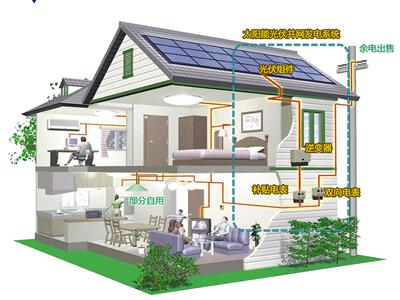 太阳能光伏并网发电系统
余电出售
光伏组件
逆变器
补贴电表
双向电表
部分自用